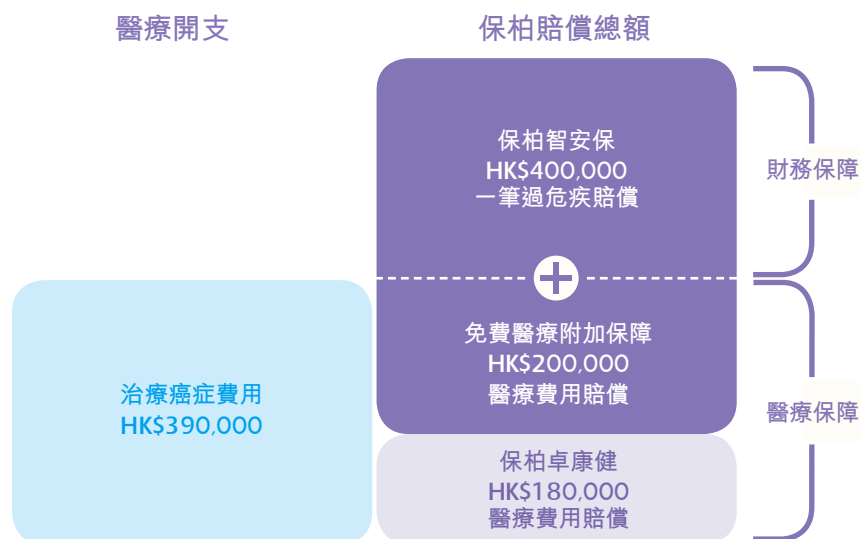 醫療開支
保柏賠償總額
保柏智安保
HK$400,000
一筆過危疾賠償
財務保障
免費醫療附加保障
HK$200,000
醫療費用賠償
治療癌症費用
HK$390,000
醫療保障
保柏卓康健
HK$180,000
醫療費用賠償